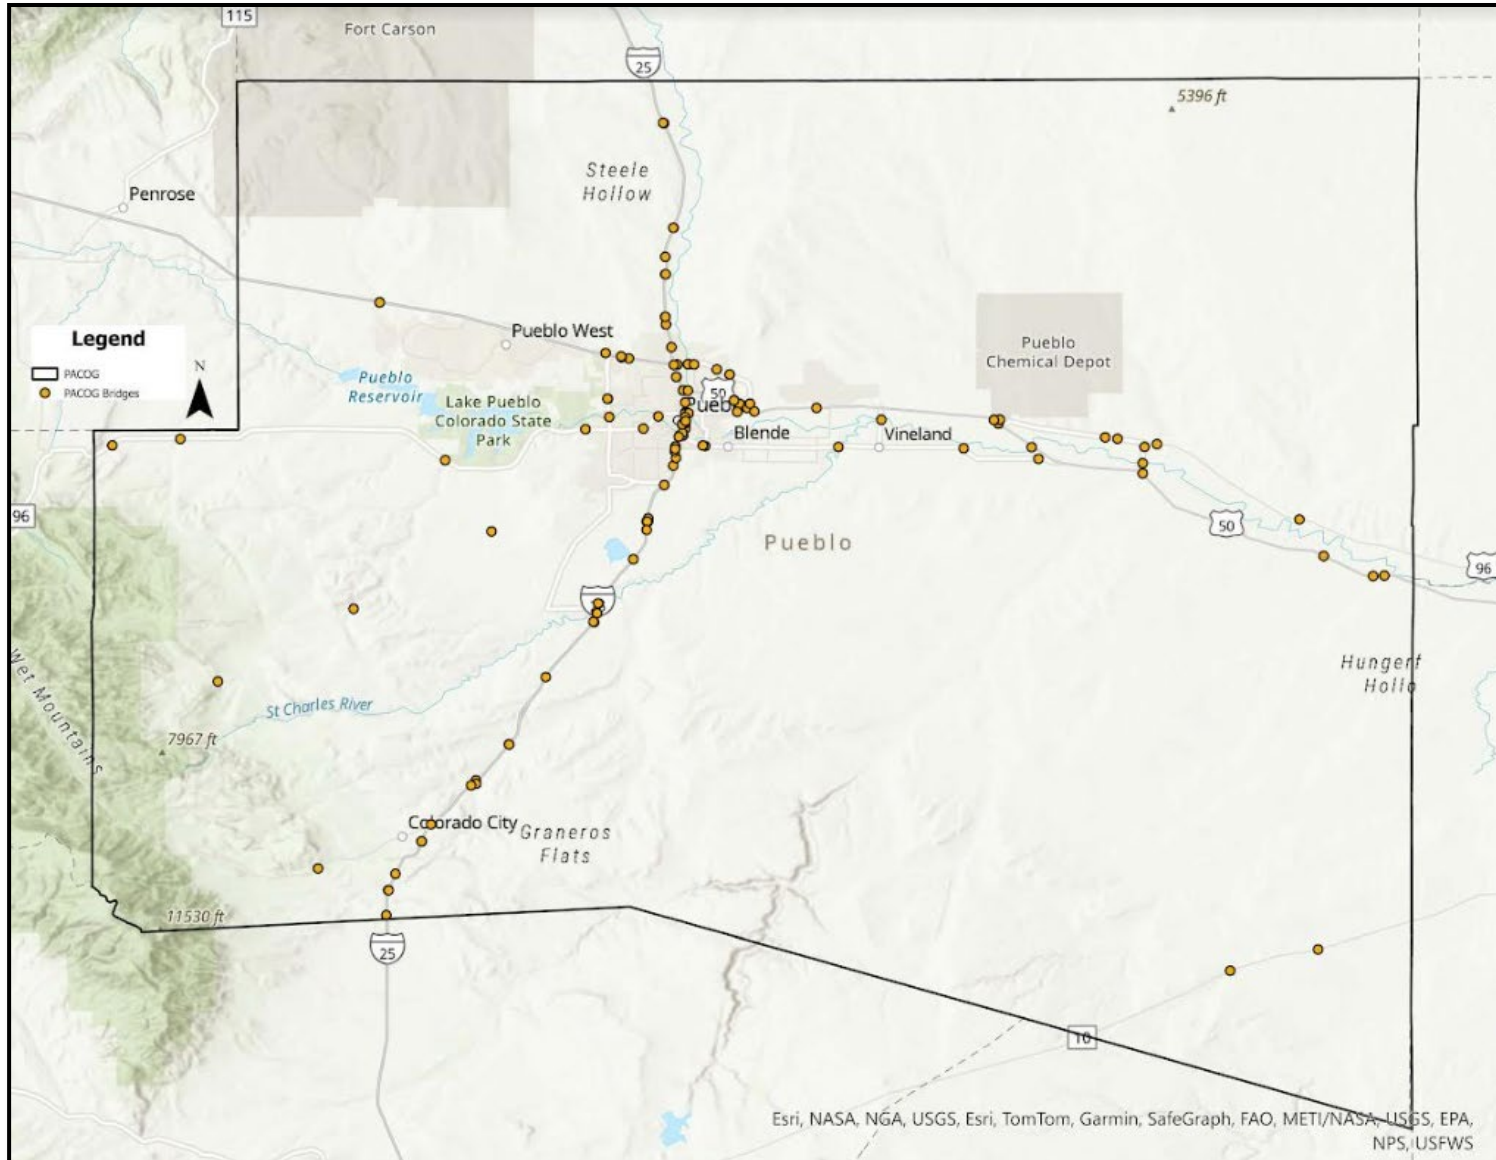 115
Fort Carson
25
5396 ft
Steele
Hollow
Penrose
Legend
PACOG
PACOG Bridges
N
Pueblo West
Pueblo
Reservoir
Lake Pueblo
Colorado State
Park
50
Pueb
Blende
Vineland
Pueblo
Chemical Depot
96
Pueblo
50
96
Wet Mountains
St Charles River
7967 ft
Hungerf
Hollo
Colorado City
Graneros
Flats
11530 ft
25
10
Esri, NASA, NGA, USGS, Esri, TomTom, Garmin, SafeGraph, FAO, METI/NASA, USGS, EPA,
NPS, USFWS